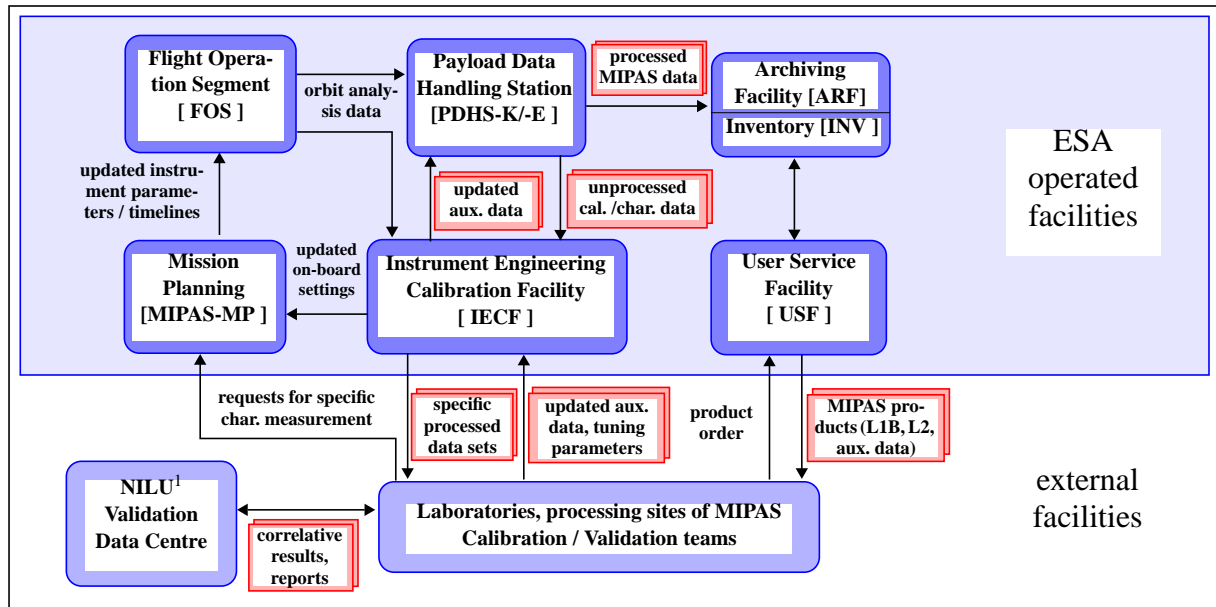 Flight Opera-
tion Segment
[ FOS ]
orbit analy-
sis data
Payload Data
Handling Station
[PDHS-K/-E ]
processed
MIPAS data
Archiving
Facility [ARF]
Inventory [INV ]
ESA
operated
facilities
updated instru-
ment parame-
ters / timelines
updated
aux. data
unprocessed
cal. /char. data
Mission
Planning
[MIPAS-MP ]
updated
on-board
settings
Instrument Engineering
Calibration Facility
[ IECF ]
User Service
Facility
[ USF ]
requests for specific
char. measurement
specific
processed
data sets
updated aux.
data, tuning
parameters
product
order
MIPAS pro-
ducts (L1B, L2,
aux. data)
NILU1
Validation
Data Centre
correlative
results,
reports
Laboratories, processing sites of MIPAS
Calibration / Validation teams
external
facilities